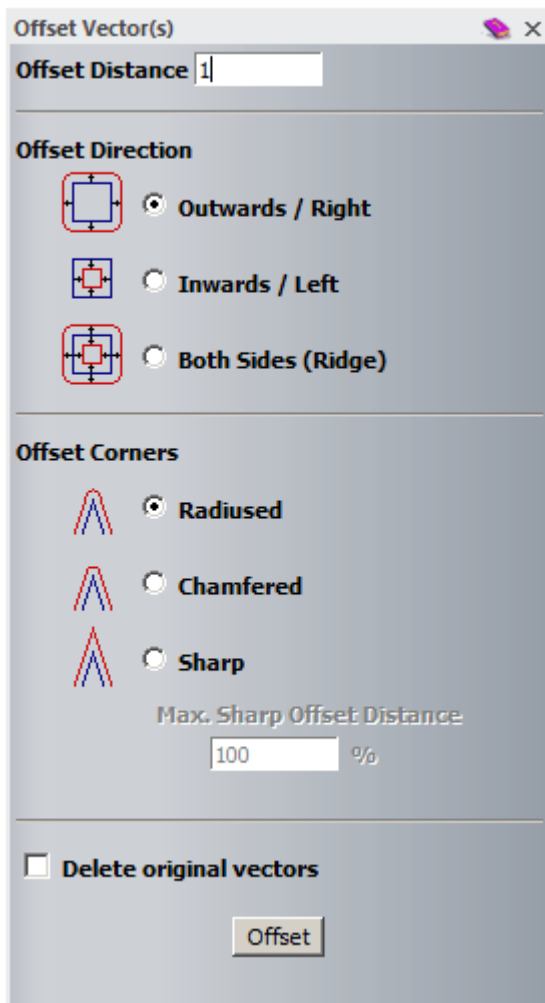 Offset Vector(s)
Offset Distance 1
Offset Direction
Outwards / Right
Inwards / Left
Both Sides (Ridge)
Offset Corners
Radiused
Chamfered
Sharp
Max. Sharp Offset Distance
100 %
Delete original vectors
Offset